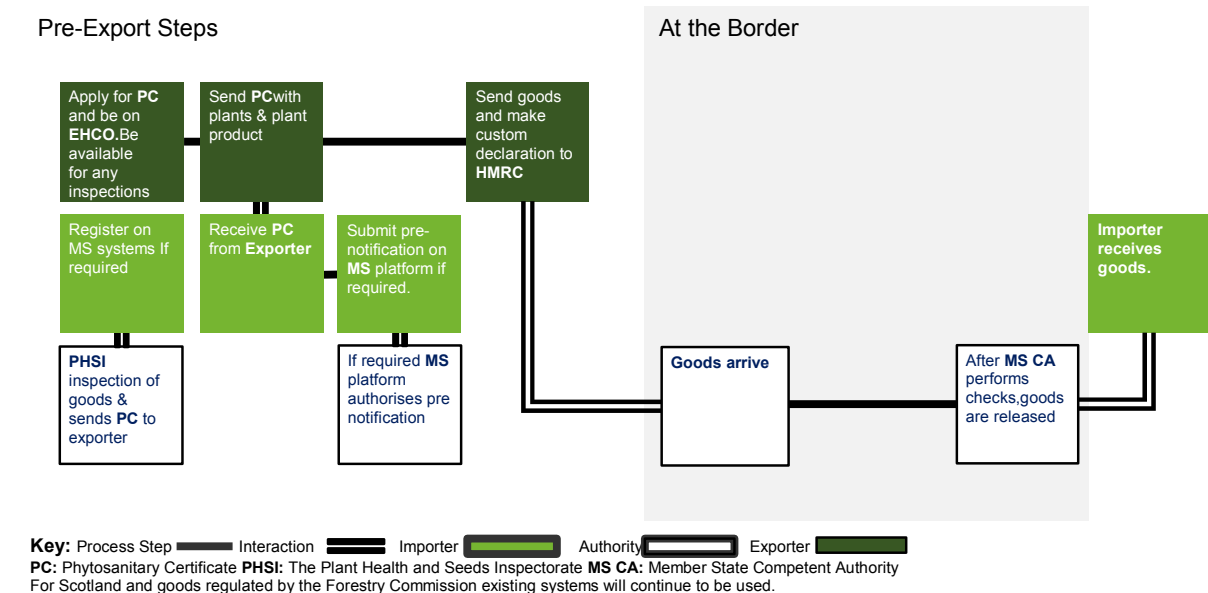 Pre-Export Steps
At the Border
Apply for PC
and be on
EHCO.Be
available
for any
inspections
Send PCwith
plants & plant
product
Send goods
and make
custom
declaration to
HMRC
Register on
MS systems If
required
Receive PC
from Exporter
Submit pre-
notification on
MS platform if
required.
Importer
receives
goods.
PHSI
inspection of
goods &
sends PC to
exporter
If required MS
platform
authorises pre
notification
Goods arrive
After MS CA
performs
checks,goods
are released
Key: Process Step Interaction Importer Authority Exporter
PC: Phytosanitary Certificate PHSI: The Plant Health and Seeds Inspectorate MS CA: Member State Competent Authority
For Scotland and goods regulated by the Forestry Commission existing systems will continue to be used.